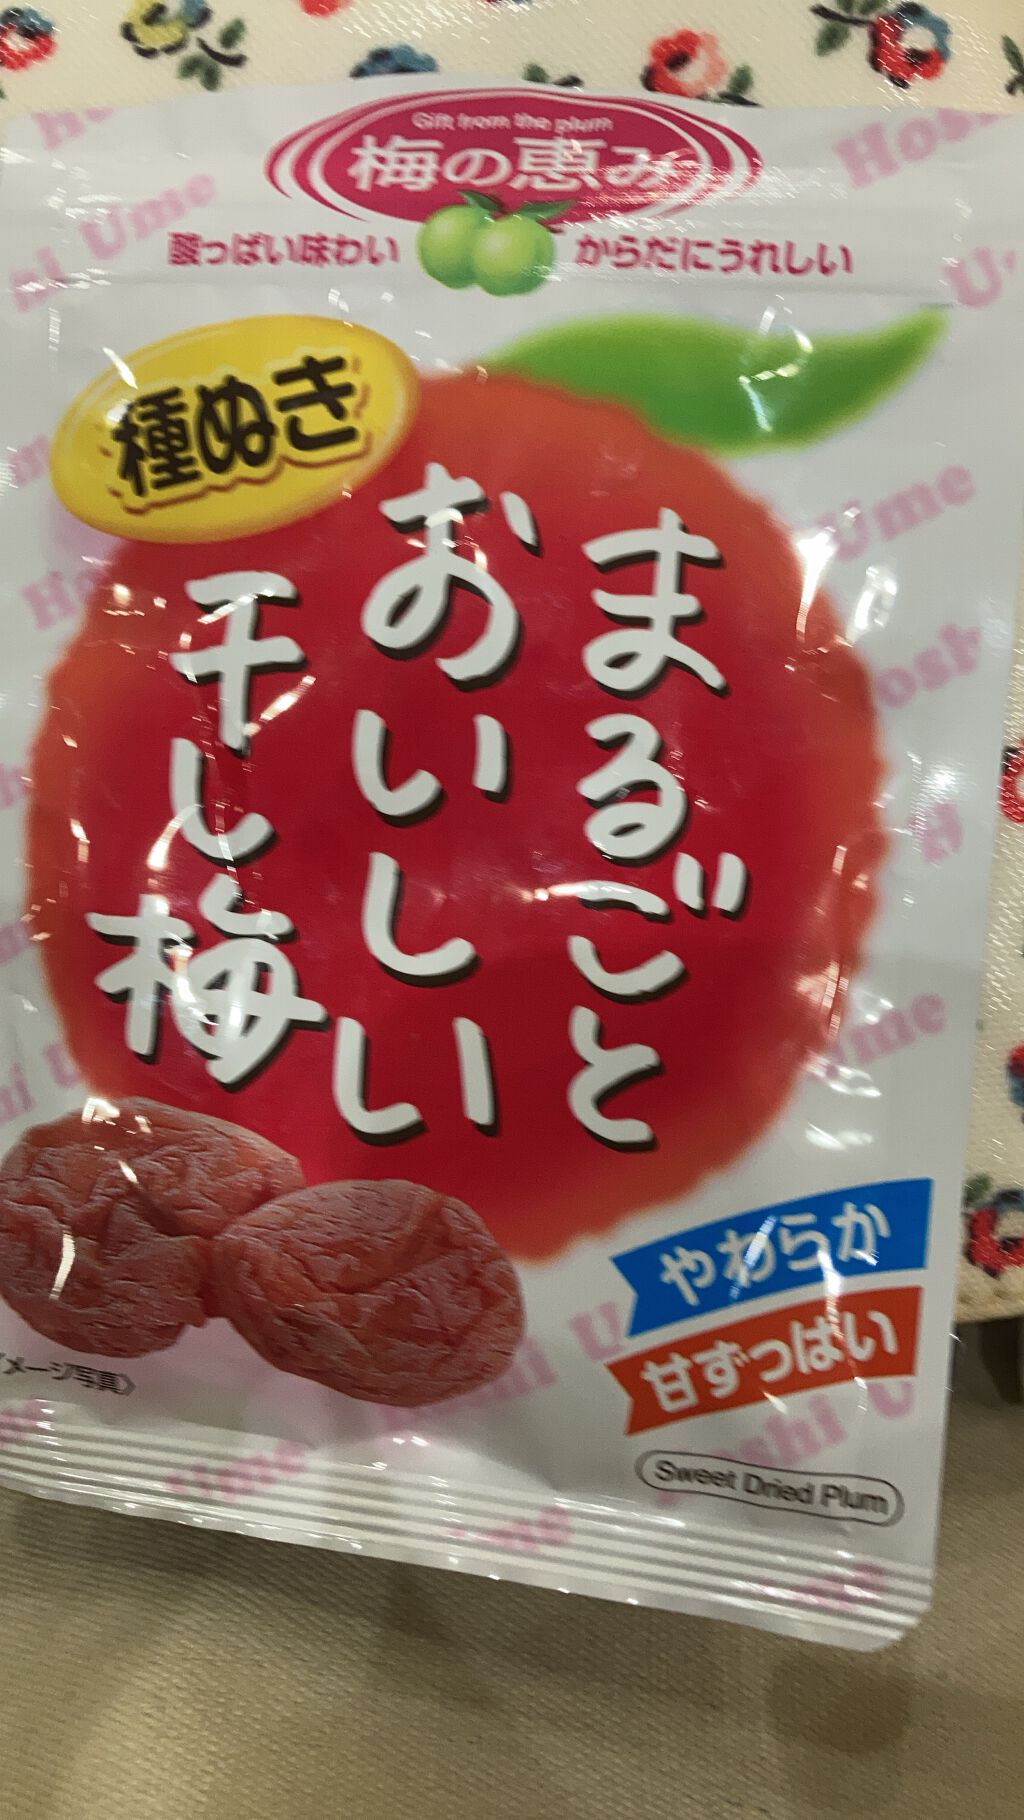 Gift from the plum
梅の恵み
酸っぱい味わい からだにうれしい
種ぬき
まるごと
おいしい
干し梅
やわらか
甘ずっぱい
イメージ写真〉
Sweet Dried Plum
Hoshi Ume